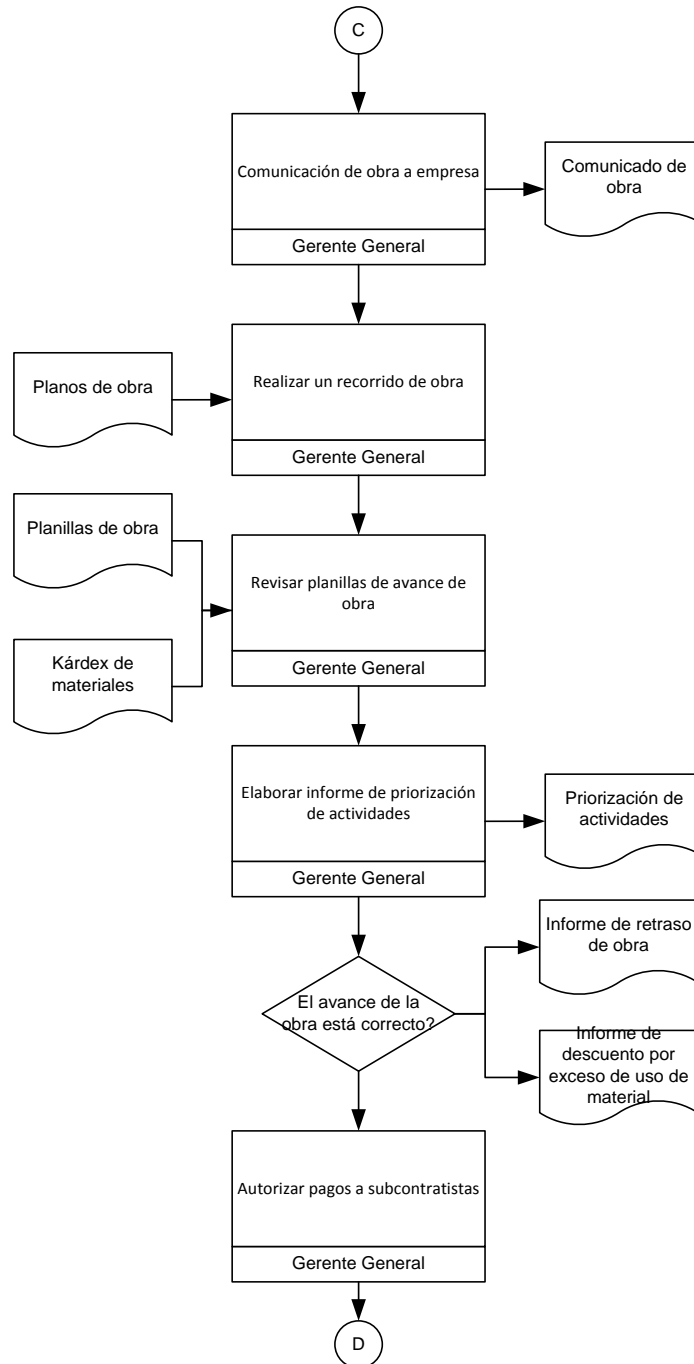 C
Comunicación de obra a empresa
Gerente General
Comunicado de
obra
Realizar un recorrido de obra
Gerente General
Planos de obra
Planillas de obra
Kárdex de
materiales
Revisar planillas de avance de
obra
Gerente General
Elaborar informe de priorización
de actividades
Gerente General
Priorización de
actividades
El avance de la
obra está correcto?
Informe de retraso
de obra
Informe de
descuento por
exceso de uso de
material
Autorizar pagos a subcontratistas
Gerente General
D